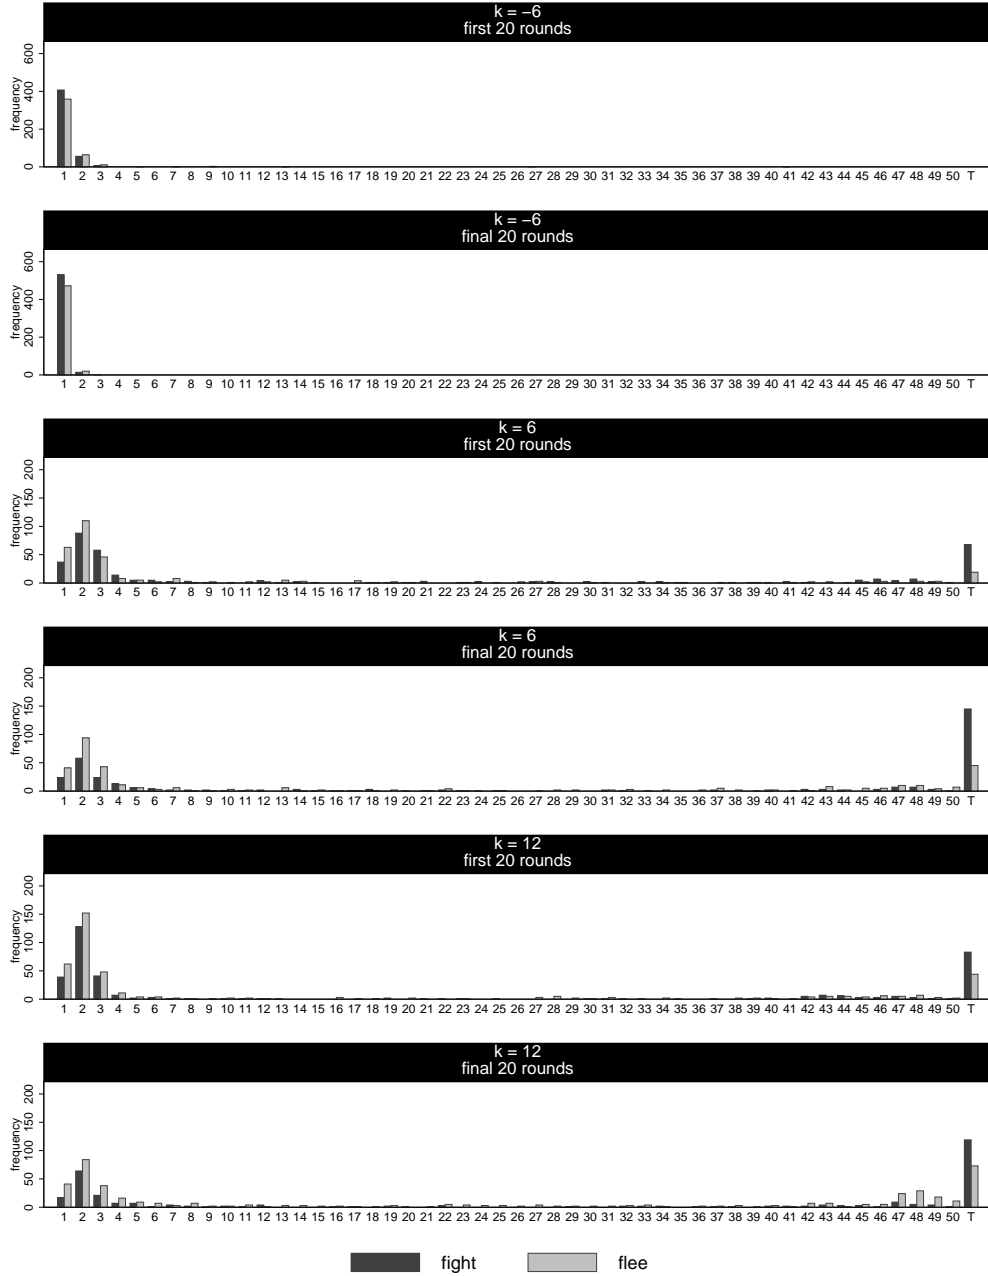 k = −6
first 20 rounds
frequency
600
400
200
0
1 2 3 4 5 6 7 8 9 10 11 12 13 14 15 16 17 18 19 20 21 22 23 24 25 26 27 28 29 30 31 32 33 34 35 36 37 38 39 40 41 42 43 44 45 46 47 48 49 50 T
k = −6
final 20 rounds
frequency
600
400
200
0
1 2 3 4 5 6 7 8 9 10 11 12 13 14 15 16 17 18 19 20 21 22 23 24 25 26 27 28 29 30 31 32 33 34 35 36 37 38 39 40 41 42 43 44 45 46 47 48 49 50 T
k = 6
first 20 rounds
frequency
200
150
100
50
0
1 2 3 4 5 6 7 8 9 10 11 12 13 14 15 16 17 18 19 20 21 22 23 24 25 26 27 28 29 30 31 32 33 34 35 36 37 38 39 40 41 42 43 44 45 46 47 48 49 50 T
k = 6
final 20 rounds
frequency
200
150
100
50
0
1 2 3 4 5 6 7 8 9 10 11 12 13 14 15 16 17 18 19 20 21 22 23 24 25 26 27 28 29 30 31 32 33 34 35 36 37 38 39 40 41 42 43 44 45 46 47 48 49 50 T
k = 12
first 20 rounds
frequency
200
150
100
50
0
1 2 3 4 5 6 7 8 9 10 11 12 13 14 15 16 17 18 19 20 21 22 23 24 25 26 27 28 29 30 31 32 33 34 35 36 37 38 39 40 41 42 43 44 45 46 47 48 49 50 T
k = 12
final 20 rounds
frequency
200
150
100
50
0
1 2 3 4 5 6 7 8 9 10 11 12 13 14 15 16 17 18 19 20 21 22 23 24 25 26 27 28 29 30 31 32 33 34 35 36 37 38 39 40 41 42 43 44 45 46 47 48 49 50 T
fight flee